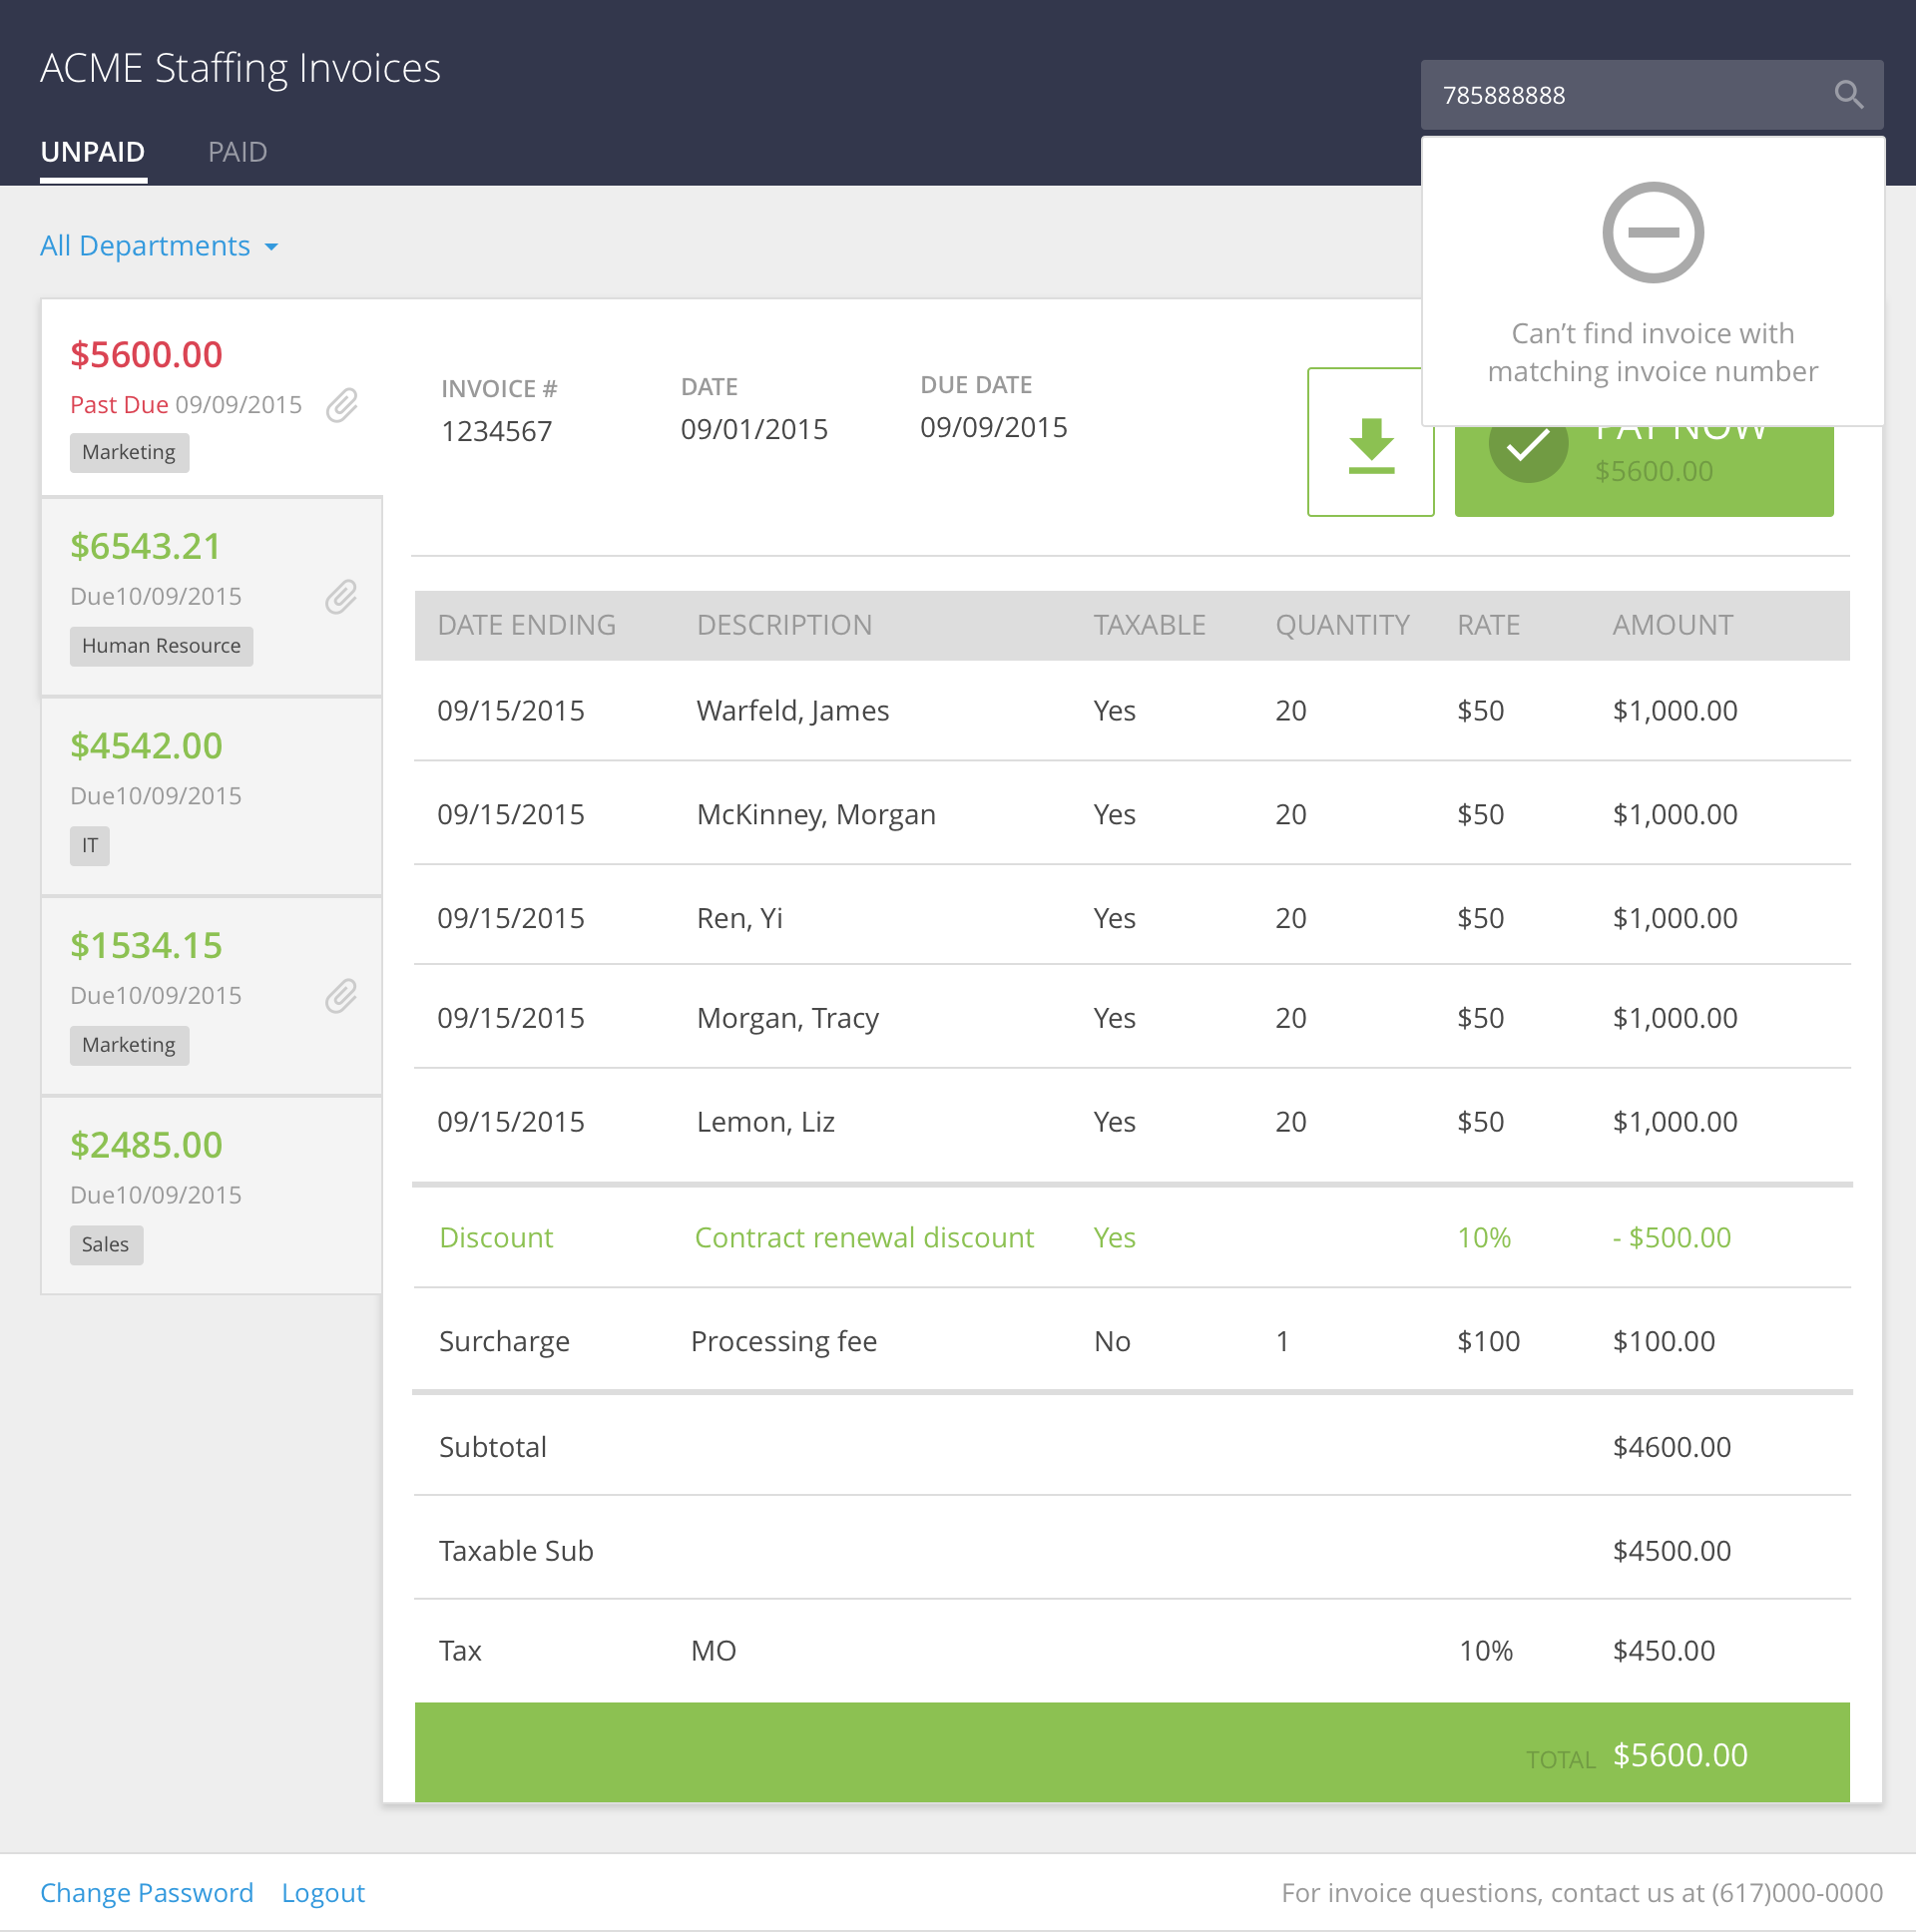 ACME Staffing Invoices
785888888
UNPAID PAID
Can’t find invoice with
matching invoice number
All Departments
$5600.00
Past Due 09/09/2015
Marketing
$6543.21
Due10/09/2015
Human Resource
$4542.00
Due10/09/2015
IT
$1534.15
Due10/09/2015
Marketing
$2485.00
Due10/09/2015
Sales
INVOICE # DATE DUE DATE
1234567 09/01/2015 09/09/2015
PAY NOW
$5600.00
DATE ENDING DESCRIPTION TAXABLE QUANTITY RATE AMOUNT
09/15/2015 Warfeld, James Yes 20 $50 $1,000.00
09/15/2015 McKinney, Morgan Yes 20 $50 $1,000.00
09/15/2015 Ren, Yi Yes 20 $50 $1,000.00
09/15/2015 Morgan, Tracy Yes 20 $50 $1,000.00
09/15/2015 Lemon, Liz Yes 20 $50 $1,000.00
Discount Contract renewal discount Yes 10% - $500.00
Surcharge Processing fee No 1 $100 $100.00
Subtotal $4600.00
Taxable Sub $4500.00
Tax MO 10% $450.00
TOTAL $5600.00
Change Password Logout
For invoice questions, contact us at (617)000-0000